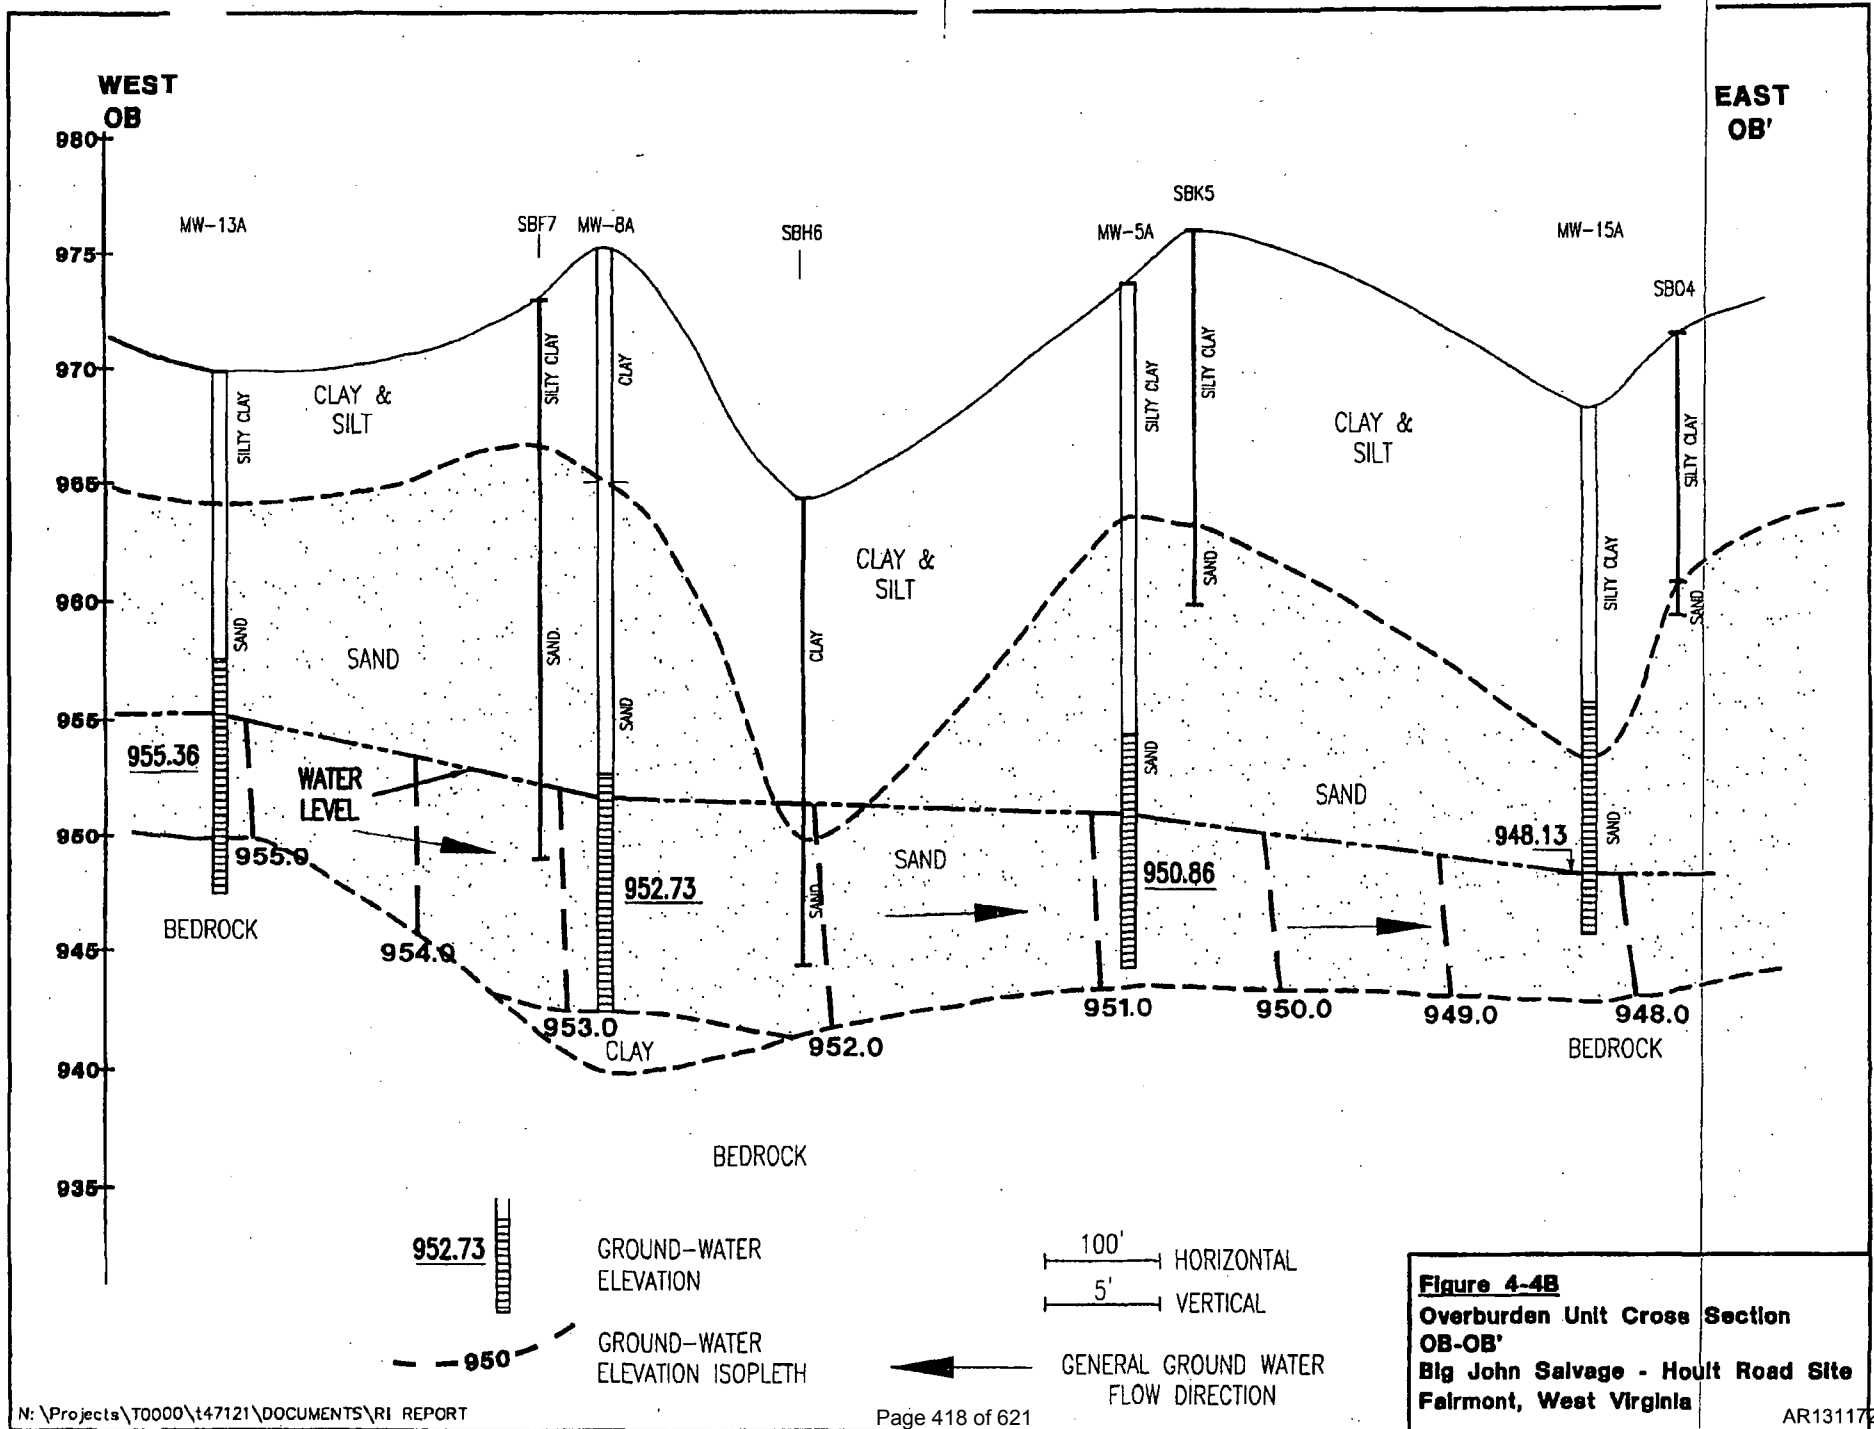 WEST
OB
EAST
OB'
980
975
970
965
960
955
950
945
940
935
MW-13A
SBF7
MW-8A
SBH6
MW-5A
SBK5
MW-15A
SBO4
SILTY CLAY
CLAY &
SILT
SILTY CLAY
CLAY
SILTY CLAY
SILTY CLAY
CLAY &
SILT
SILTY CLAY
CLAY &
SILT
SILTY CLAY
SAND
SAND
SAND
SAND
CLAY
SAND
SAND
SAND
SAND
SAND
SAND
SAND
SAND
955.36
WATER
LEVEL
952.73
950.86
948.13
955.0
954.0
953.0
952.0
951.0
950.0
949.0
948.0
BEDROCK
CLAY
BEDROCK
BEDROCK
952.73
GROUND-WATER
ELEVATION
950
GROUND-WATER
ELEVATION ISOPLETH
100'
HORIZONTAL
5'
VERTICAL
GENERAL GROUND WATER
FLOW DIRECTION
Figure 4-4B
Overburden Unit Cross Section
OB-OB'
Big John Salvage - Hoult Road Site
Fairmont, West Virginia
N:\Projects\T0000\t47121\DOCUMENTS\RI REPORT
Page 418 of 621
AR131172